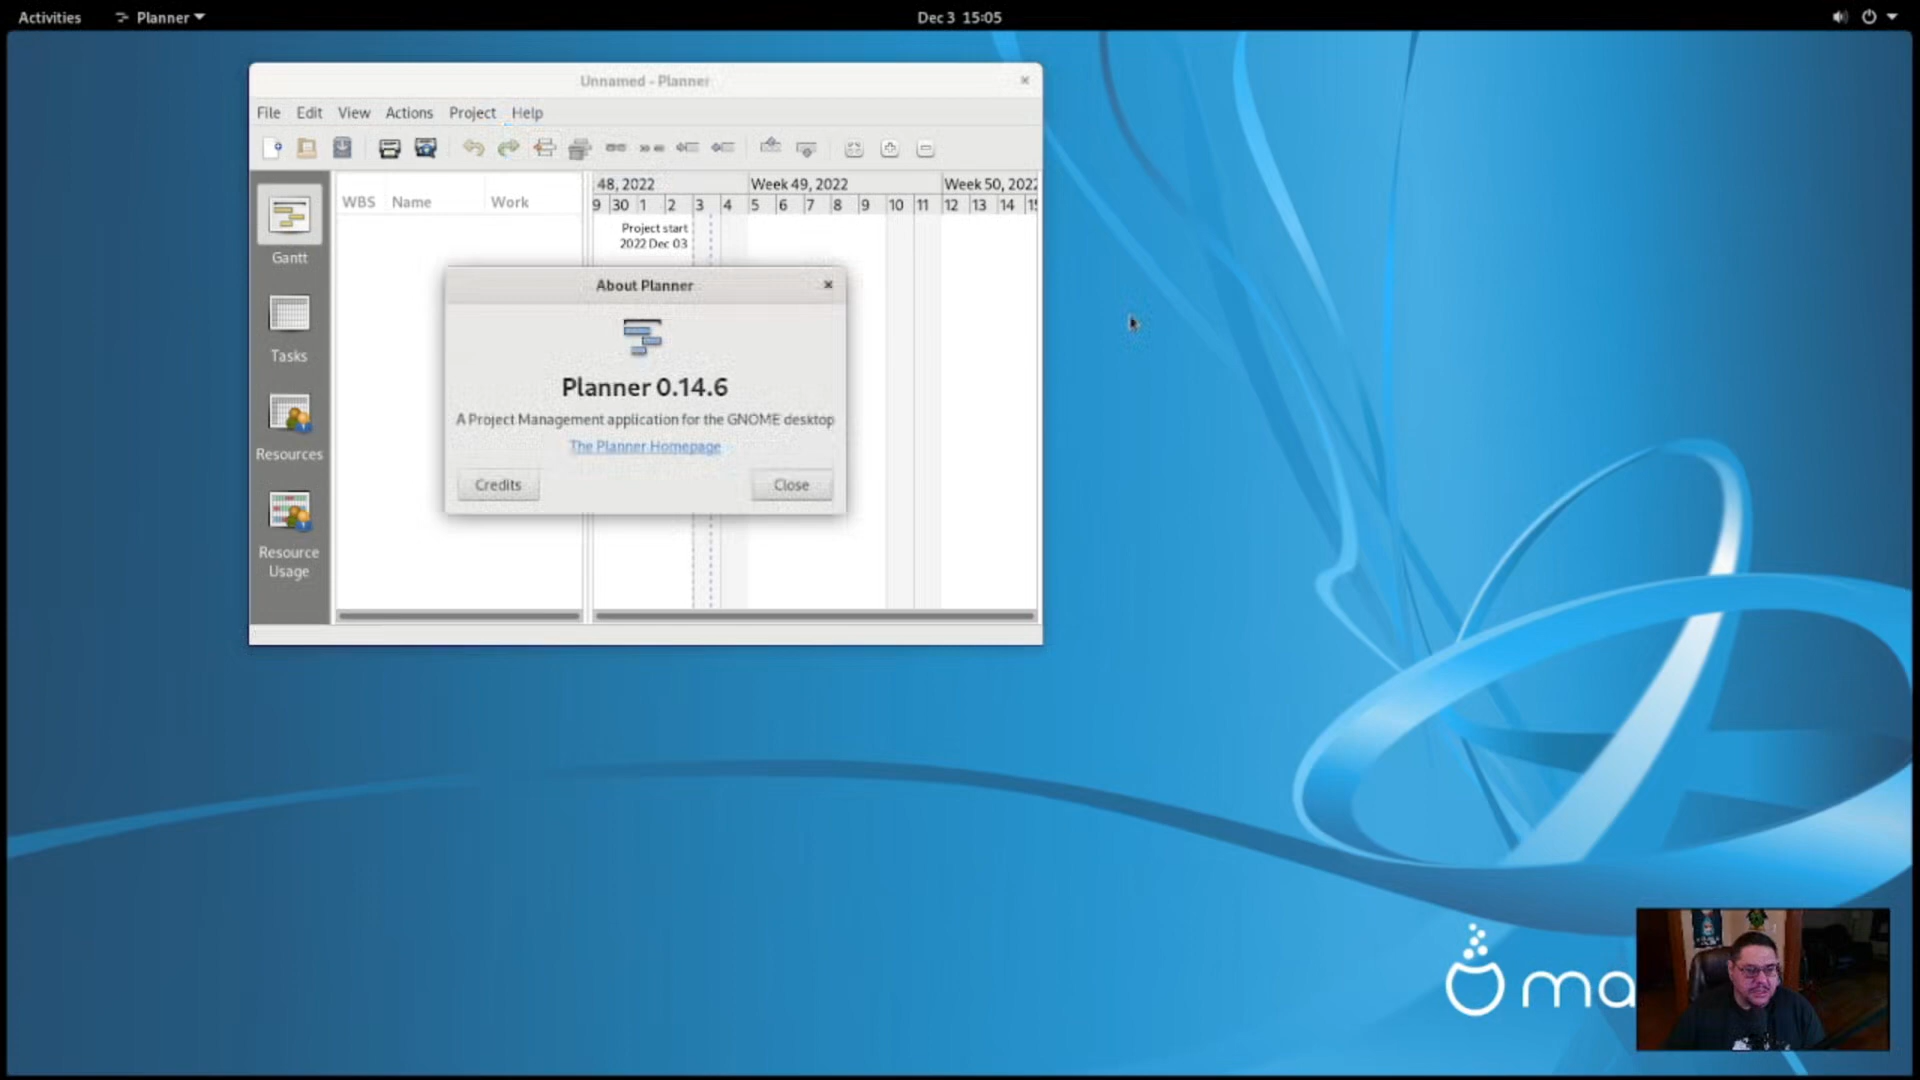 Activities
Planner
Dec 3 15:05
Unnamed - Planner
File Edit View Actions Project Help
48, 2022
Week 49, 2022
Week 50, 2022
WBS Name Work
9 30 1 2 3 4 5 6 7 8 9 10 11 12 13 14 15
Project start
2022 Dec 03
Gantt
Tasks
Resources
Resource
Usage
About Planner
Planner 0.14.6
A Project Management application for the GNOME desktop
The Planner Homepage
Credits
Close
ma